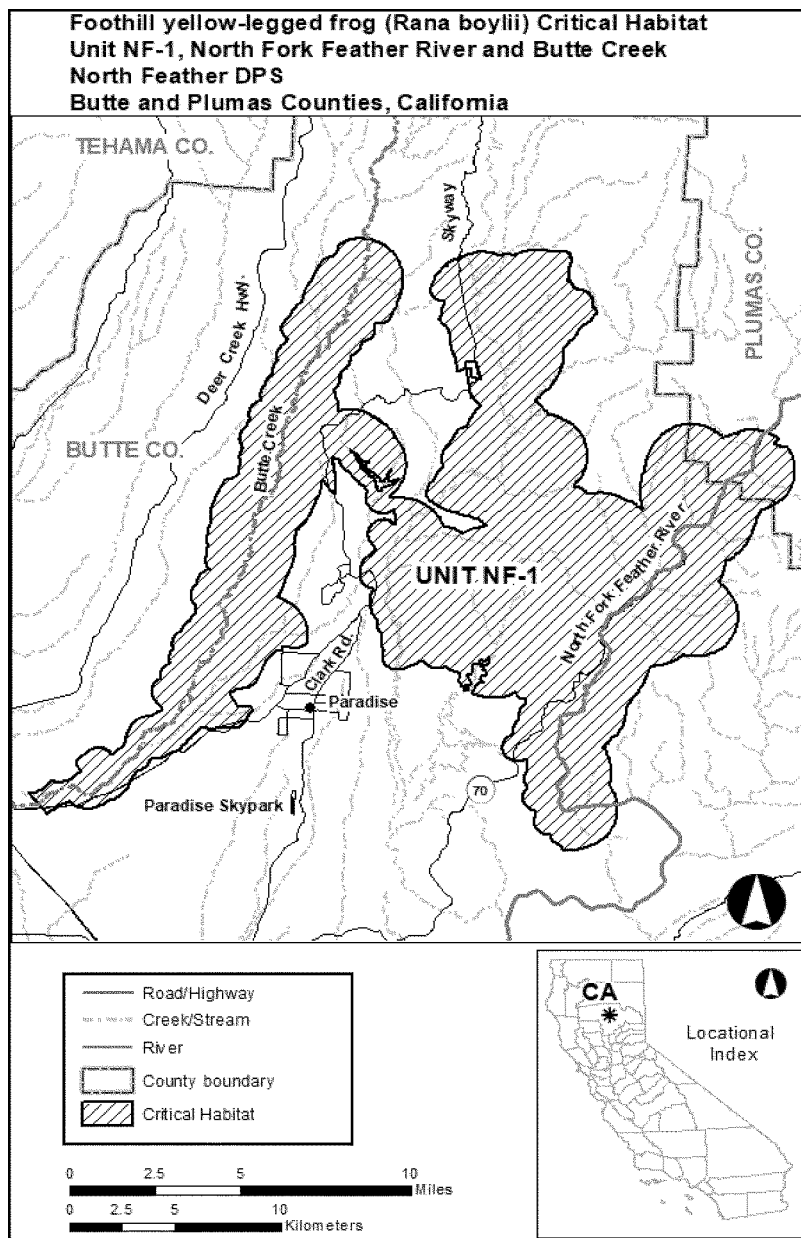 Foothill yellow-legged frog (Rana boylii) Critical Habitat
Unit NF-1, North Fork Feather River and Butte Creek
North Feather DPS
Butte and Plumas Counties, California
TEHAMA CO.
Skyway
PLUMAS CO.
Deer Creek Hwy.
BUTTE CO.
Butte Creek
UNIT NF-1
North Fork Feather River
Clark Rd.
Paradise
Paradise Skypark
70
Road/Highway
Creek/Stream
River
County boundary
Critical Habitat
CA
Locational
Index
0 2.5 5 10
Miles
0 2.5 5 10
Kilometers